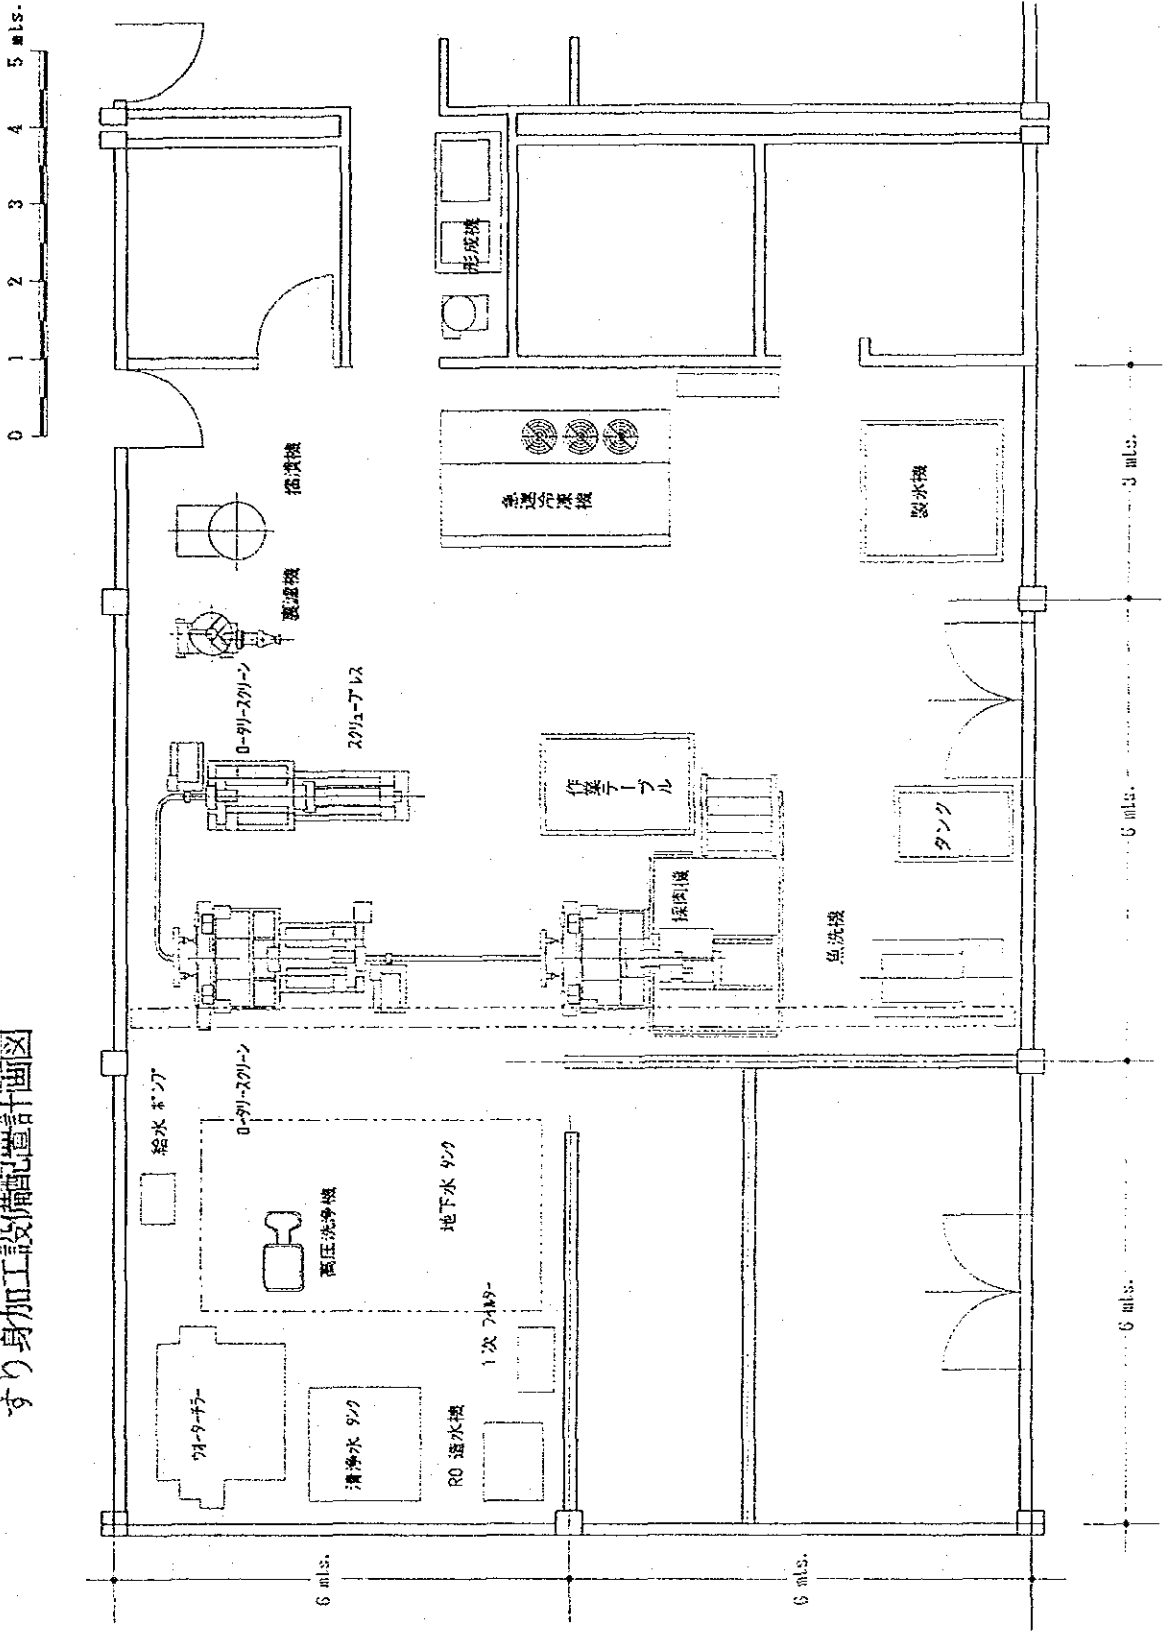 すり身加工設備配置計画図
0 1 2 3 4 5 mts.
給水 ポンプ
ロータリースクリーン
ロータリースクリーン
スクリュープレス
裏濾機
擂潰機
形成機
急速冷凍機
製氷機
作業テーブル
採肉機
タンク
魚洗機
高圧洗浄機
地下水 タンク
ウォーターチラー
清浄水 タンク
1次 フィルター
RO 造水機
6 mts.
6 mts.
6 mts.
6 mts.
3 mts.